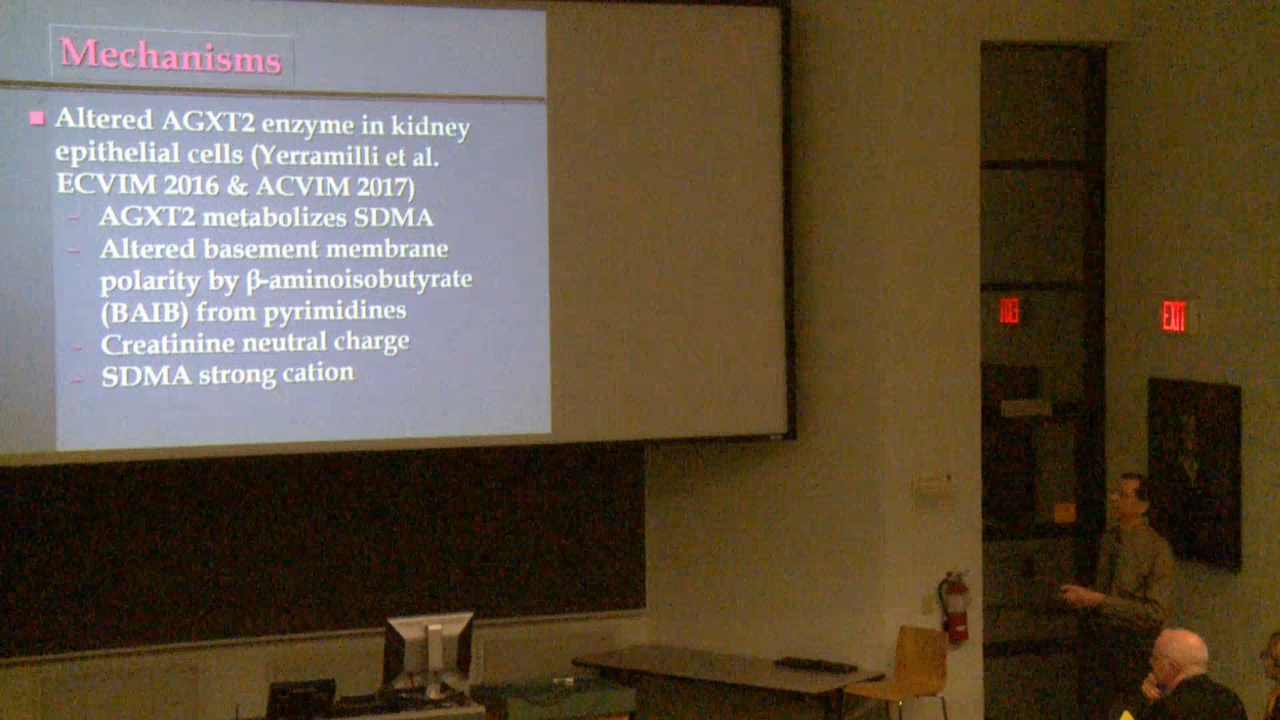 Mechanisms
Altered AGXT2 enzyme in kidney
epithelial cells (Yerramilli et al.
ECVIM 2016 & ACVIM 2017)
– AGXT2 metabolizes SDMA
– Altered basement membrane
polarity by β-aminoisobutyrate
(BAIB) from pyrimidines
– Creatinine neutral charge
– SDMA strong cation
EXIT